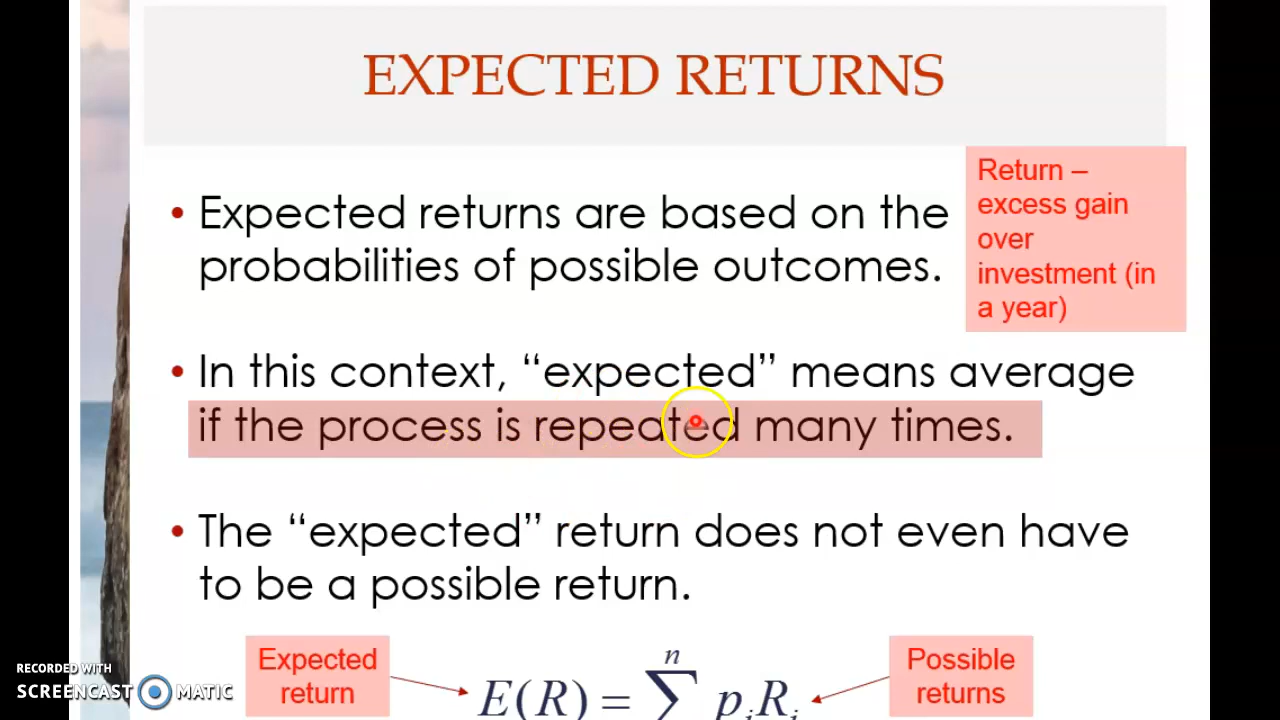 EXPECTED RETURNS
• Expected returns are based on the
probabilities of possible outcomes.
Return –
excess gain
over
investment (in
a year)
• In this context, “expected” means average
if the process is repeated many times.
• The “expected” return does not even have
to be a possible return.
Expected
return
E(R) = ∑ⁿ pᵢRᵢ
Possible
returns
RECORDED WITH
SCREENCAST MATIC